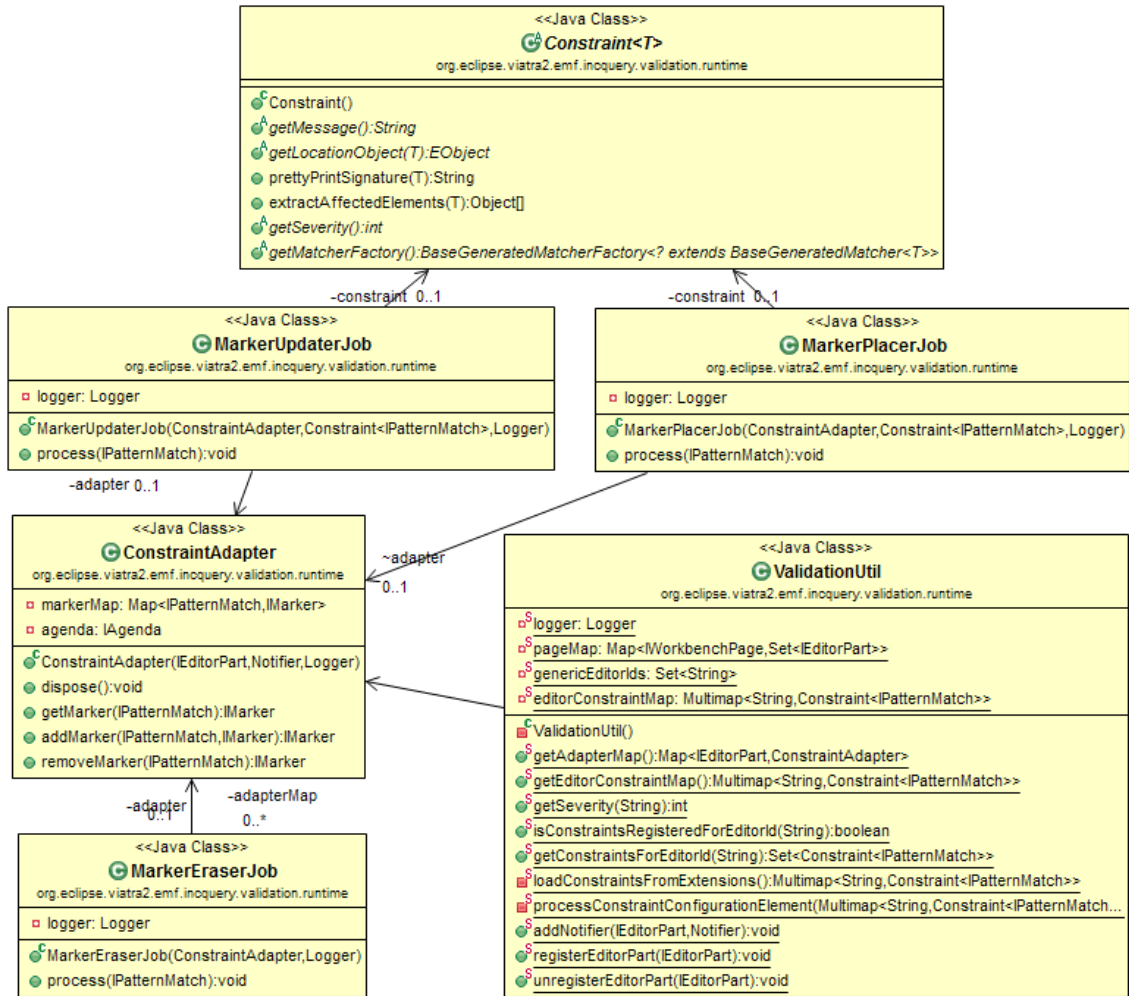 <<Java Class>>
Constraint<T>
org.eclipse.viatra2.emf.incquery.validation.runtime
Constraint()
getMessage():String
getLocationObject(T):EObject
prettyPrintSignature(T):String
extractAffectedElements(T):Object[]
getSeverity():int
getMatcherFactory():BaseGeneratedMatcherFactory<? extends BaseGeneratedMatcher<T>>
-constraint 0..1
-constraint 0..1
<<Java Class>>
MarkerUpdaterJob
org.eclipse.viatra2.emf.incquery.validation.runtime
logger: Logger
MarkerUpdaterJob(ConstraintAdapter,Constraint<IPatternMatch>,Logger)
process(IPatternMatch):void
<<Java Class>>
MarkerPlacerJob
org.eclipse.viatra2.emf.incquery.validation.runtime
logger: Logger
MarkerPlacerJob(ConstraintAdapter,Constraint<IPatternMatch>,Logger)
process(IPatternMatch):void
-adapter 0..1
<<Java Class>>
ConstraintAdapter
org.eclipse.viatra2.emf.incquery.validation.runtime
markerMap: Map<IPatternMatch,IMarker>
agenda: IAgenda
ConstraintAdapter(IEditorPart,Notifier,Logger)
dispose():void
getMarker(IPatternMatch):IMarker
addMarker(IPatternMatch,IMarker):IMarker
removeMarker(IPatternMatch):IMarker
~adapter
0..1
<<Java Class>>
ValidationUtil
org.eclipse.viatra2.emf.incquery.validation.runtime
logger: Logger
pageMap: Map<IWorkbenchPage,Set<IEditorPart>>
genericEditorIds: Set<String>
editorConstraintMap: Multimap<String,Constraint<IPatternMatch>>
ValidationUtil()
getAdapterMap():Map<IEditorPart,ConstraintAdapter>
getEditorConstraintMap():Multimap<String,Constraint<IPatternMatch>>
getSeverity(String):int
isConstraintsRegisteredForEditorId(String):boolean
getConstraintsForEditorId(String):Set<Constraint<IPatternMatch>>
loadConstraintsFromExtensions():Multimap<String,Constraint<IPatternMatch>>
processConstraintConfigurationElement(Multimap<String,Constraint<IPatternMatch...
addNotifier(IEditorPart,Notifier):void
registerEditorPart(IEditorPart):void
unregisterEditorPart(IEditorPart):void
-adapter
0..1
-adapterMap
0..*
<<Java Class>>
MarkerEraserJob
org.eclipse.viatra2.emf.incquery.validation.runtime
logger: Logger
MarkerEraserJob(ConstraintAdapter,Logger)
process(IPatternMatch):void